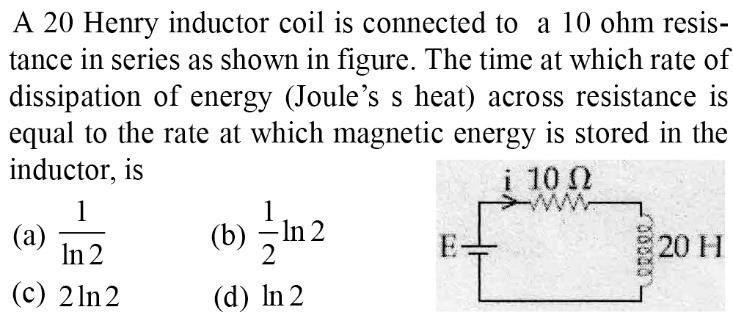 A 20 Henry inductor coil is connected to a 10 ohm resis-
tance in series as shown in figure. The time at which rate of
dissipation of energy (Joule's s heat) across resistance is
equal to the rate at which magnetic energy is stored in the
inductor, is
(a) 1/ln 2 (b) 1/2 ln 2
(c) 2 ln 2 (d) ln 2
i 10 Ω
E 20 H